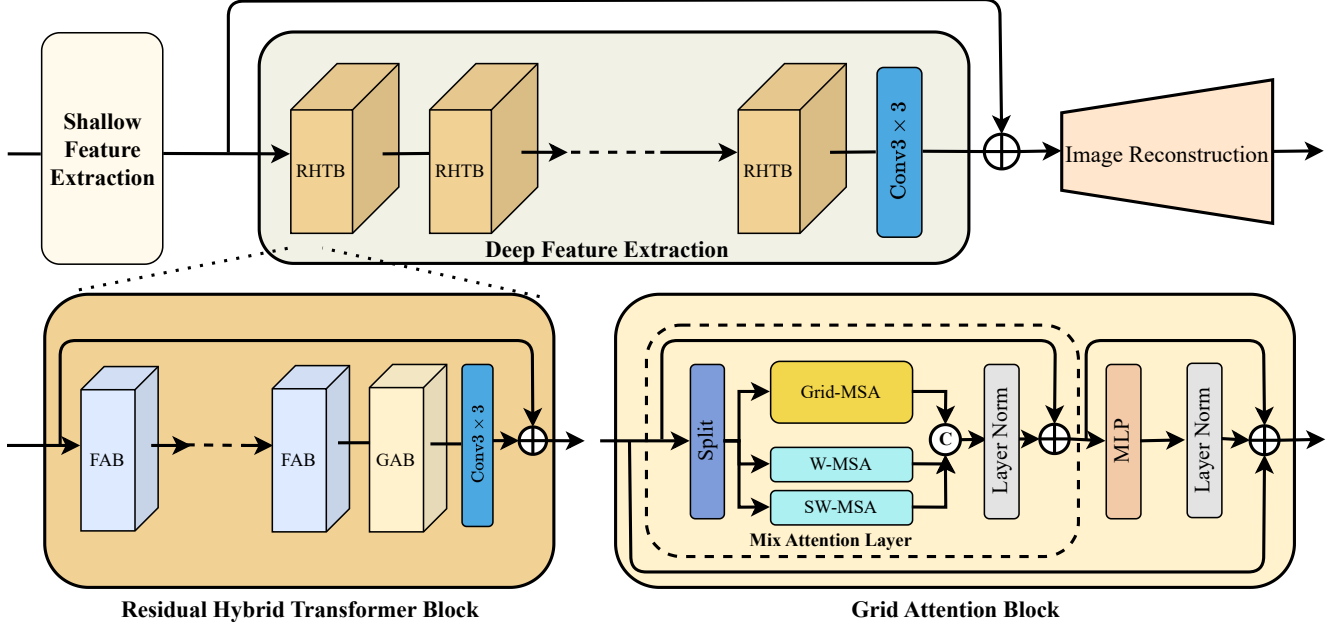 Shallow
Feature
Extraction
RHTB
RHTB
RHTB
Conv3 × 3
Image Reconstruction
Deep Feature Extraction
FAB
FAB
GAB
Conv3 × 3
Residual Hybrid Transformer Block
Split
Grid-MSA
W-MSA
SW-MSA
C
Layer Norm
MLP
Layer Norm
Mix Attention Layer
Grid Attention Block